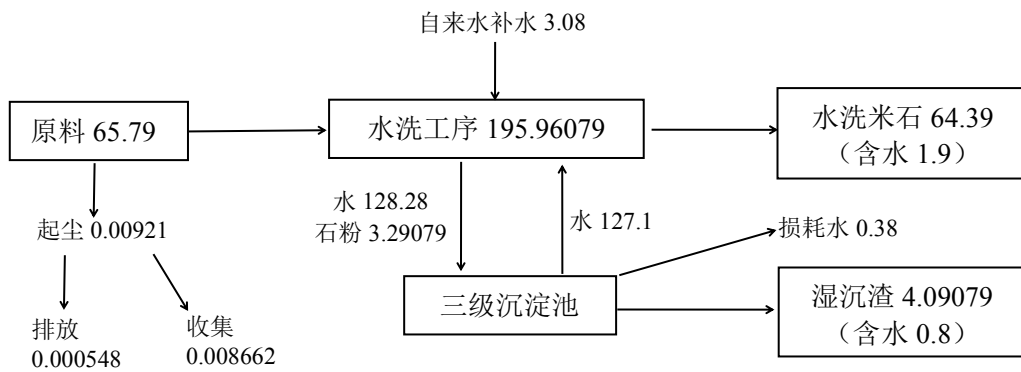 自来水补水 3.08
原料 65.79
水洗工序 195.96079
水洗米石 64.39
（含水 1.9）
水 128.28
石粉 3.29079
水 127.1
起尘 0.00921
损耗水 0.38
三级沉淀池
湿沉渣 4.09079
（含水 0.8）
排放
0.000548
收集
0.008662